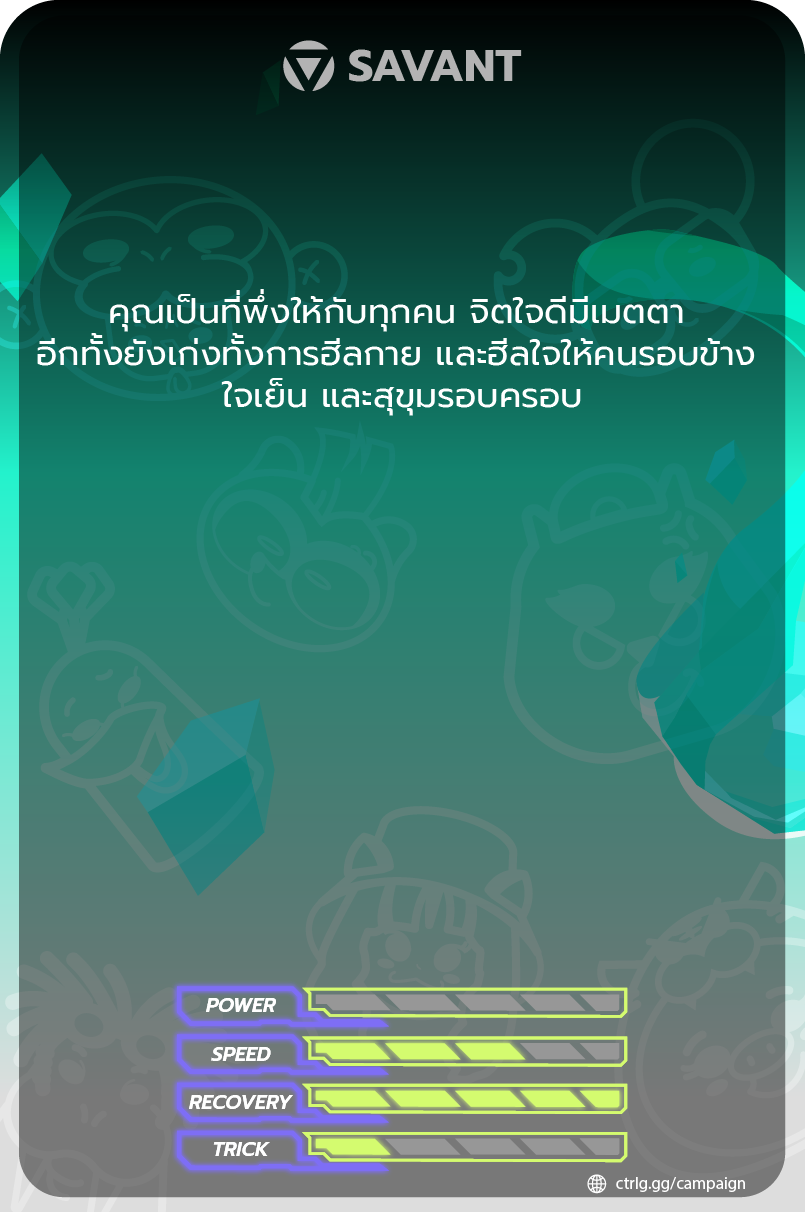 SAVANT
คุณเป็นที่พึ่งให้กับทุกคน จิตใจดีมีเมตตา
อีกทั้งยังเก่งทั้งการฮีลกาย และฮีลใจให้คนรอบข้าง
ใจเย็น และสุขุมรอบครอบ
POWER
SPEED
RECOVERY
TRICK
ctrlg.gg/campaign